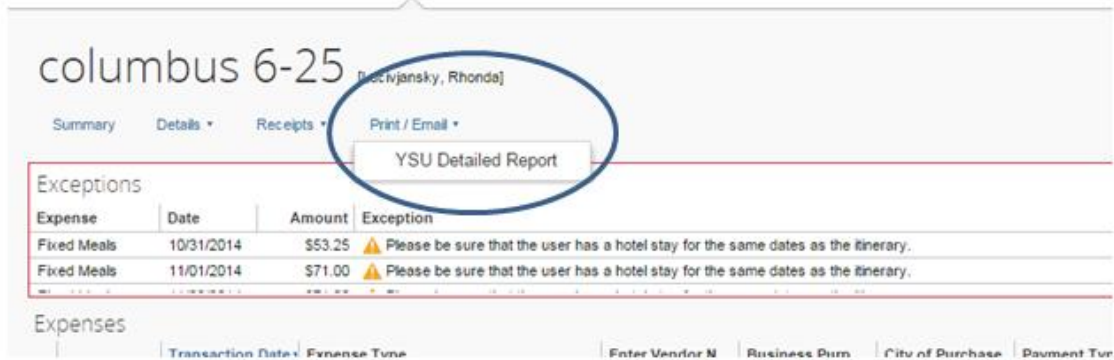 columbus 6-25 Rhonda]
Summary Details Receipts Print / Email
YSU Detailed Report
Exceptions
Expense Date Amount Exception
Fixed Meals 10/31/2014 $53.25 Please be sure that the user has a hotel stay for the same dates as the itinerary.
Fixed Meals 11/01/2014 $71.00 Please be sure that the user has a hotel stay for the same dates as the itinerary.
Expenses
Transaction Date Expense Type Enter Vendor N Business Purp City of Purchase Payment Typ